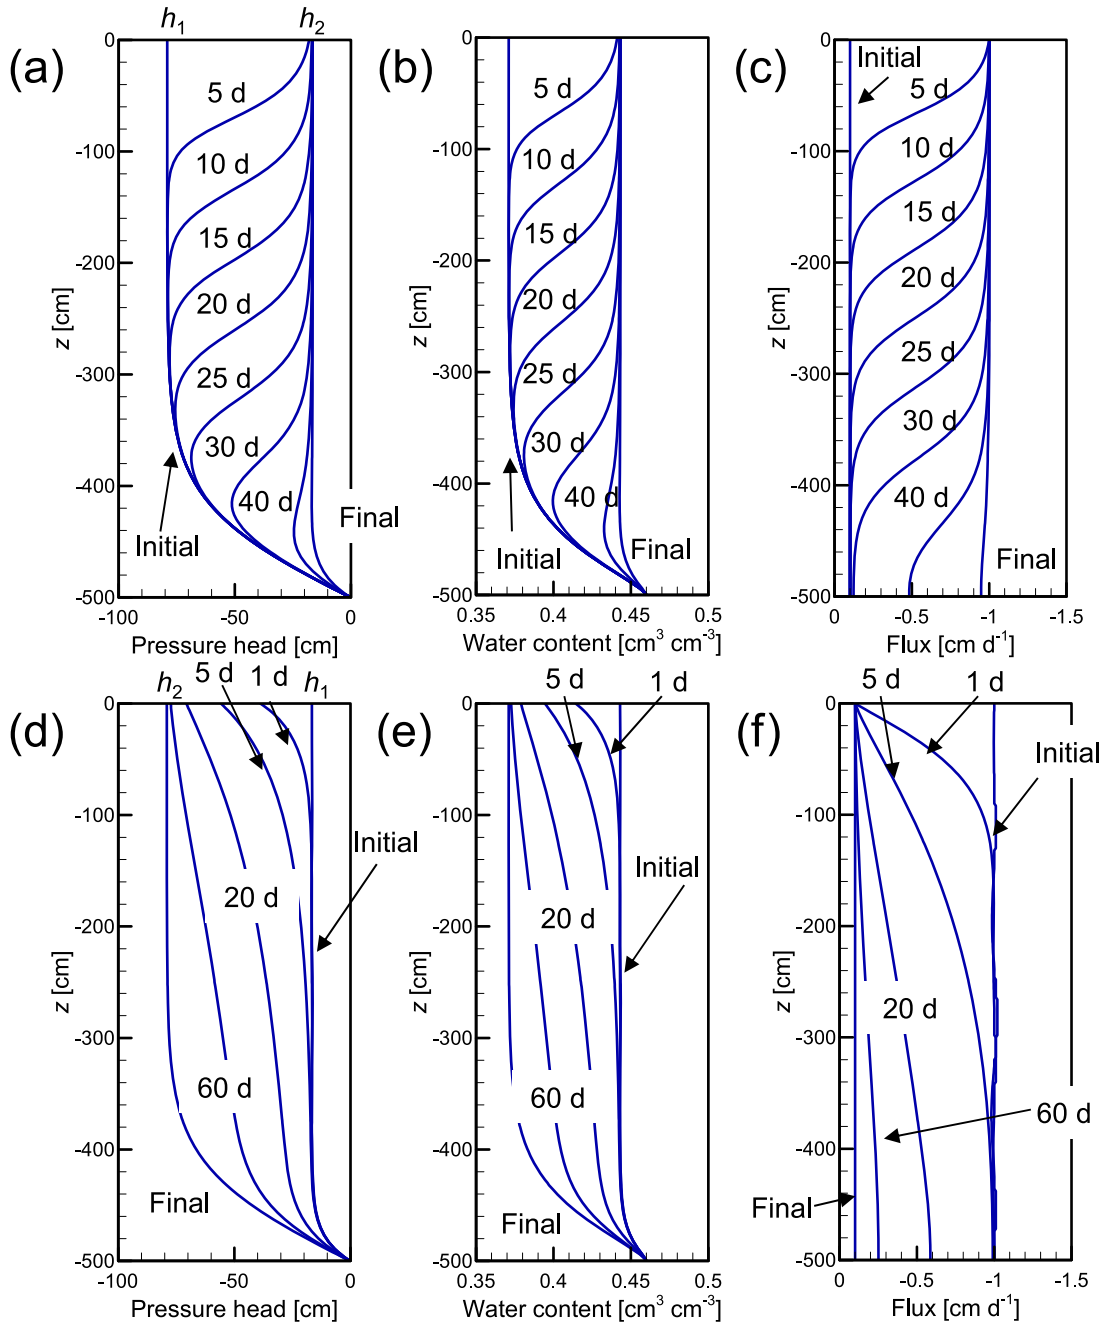 h1 h2
(a)
0
-100
-200
-300
-400
-500
z [cm]
5 d
10 d
15 d
20 d
25 d
30 d
40 d
Initial
Final
-100 -50 0
Pressure head [cm]
(b)
0
-100
-200
-300
-400
-500
z [cm]
5 d
10 d
15 d
20 d
25 d
30 d
40 d
Initial
Final
0.35 0.4 0.45 0.5
Water content [cm³ cm⁻³]
(c)
0
-100
-200
-300
-400
-500
z [cm]
Initial
5 d
10 d
15 d
20 d
25 d
30 d
40 d
Final
0 -0.5 -1 -1.5
Flux [cm d⁻¹]
h2 5 d 1 d h1
(d)
0
-100
-200
-300
-400
-500
z [cm]
Initial
20 d
60 d
Final
-100 -50 0
Pressure head [cm]
5 d 1 d
(e)
0
-100
-200
-300
-400
-500
z [cm]
Initial
20 d
60 d
Final
0.35 0.4 0.45 0.5
Water content [cm³ cm⁻³]
5 d 1 d
(f)
0
-100
-200
-300
-400
-500
z [cm]
Initial
20 d
60 d
Final
0 -0.5 -1 -1.5
Flux [cm d⁻¹]